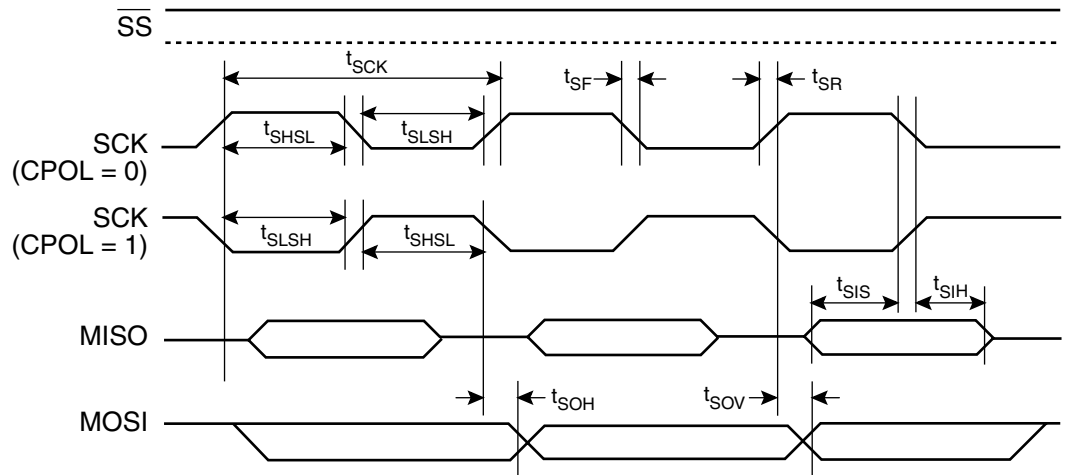 SS
tSCK
tSF
tSR
SCK
(CPOL = 0)
tSHSL
tSLSH
SCK
(CPOL = 1)
tSLSH
tSHSL
tSIS
tSIH
MISO
tSOH
tSOV
MOSI